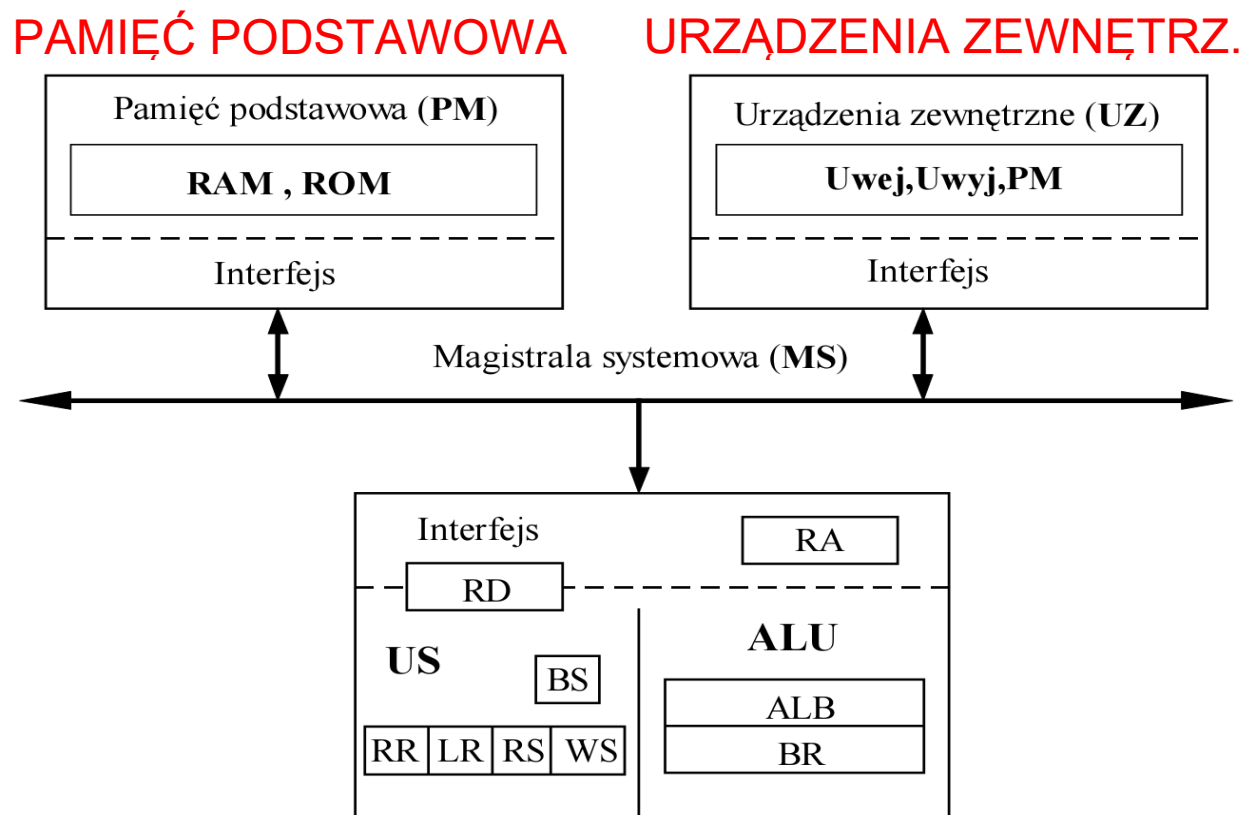 PAMIĘĆ PODSTAWOWA
URZĄDZENIA ZEWNĘTRZ.
Pamięć podstawowa (PM)
RAM , ROM
Interfejs
Urządzenia zewnętrzne (UZ)
Uwej,Uwyj,PM
Interfejs
Magistrala systemowa (MS)
Interfejs
RA
RD
US
BS
RR LR RS WS
ALU
ALB
BR